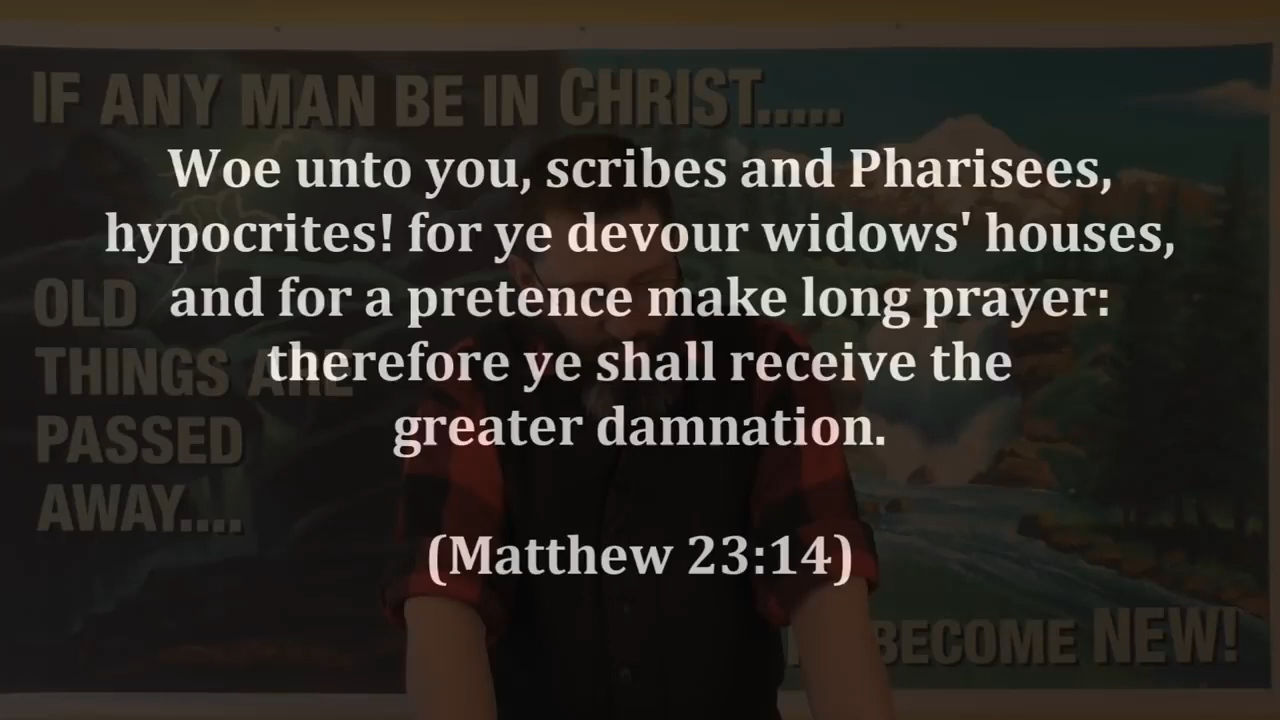 IF ANY MAN BE IN CHRIST.....
Woe unto you, scribes and Pharisees,
hypocrites! for ye devour widows' houses,
and for a pretence make long prayer:
therefore ye shall receive the
greater damnation.
(Matthew 23:14)
OLD
THINGS ARE
PASSED
AWAY....
BECOME NEW!